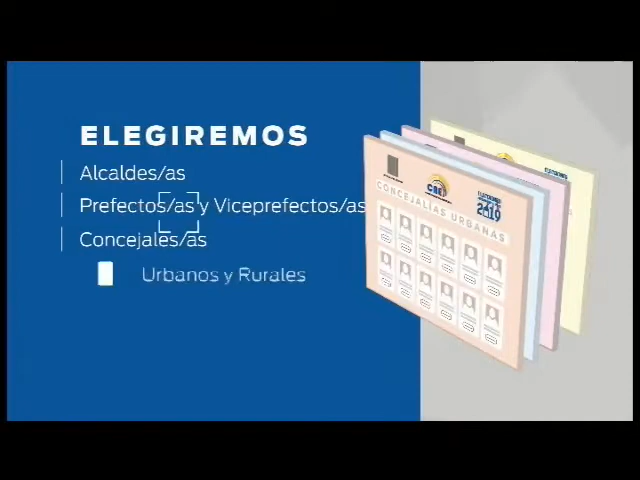 ELEGIREMOS
Alcaldes/as
Prefectos/as y Viceprefectos/as
Concejales/as
Urbanos y Rurales
CNE
ELECCIONES
2019
CONCEJALÍAS URBANAS